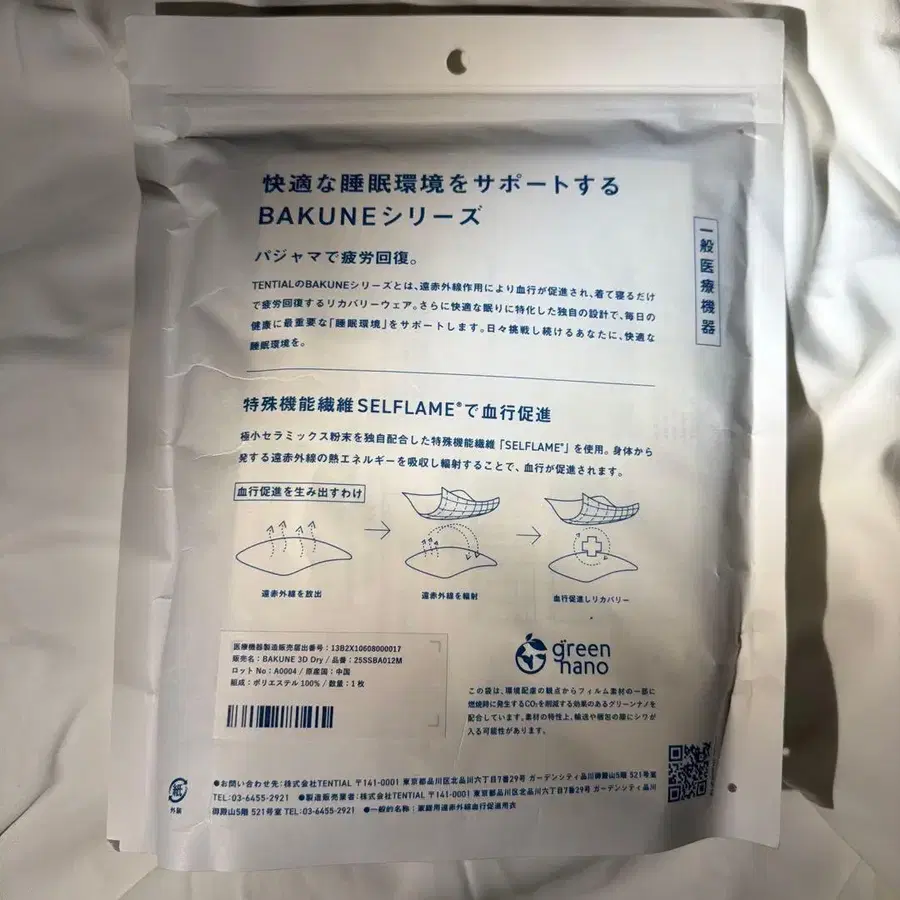 快適な睡眠環境をサポートする
BAKUNEシリーズ
一般医療機器
パジャマで疲労回復。
TENTIALのBAKUNEシリーズとは、遠赤外線作用により血行が促進され、着て寝るだけ
で疲労回復するリカバリーウェア。さらに快適な眠りに特化した独自の設計で、毎日の
健康に最重要な「睡眠環境」をサポートします。日々挑戦し続けるあなたに、快適な
睡眠環境を。
特殊機能繊維SELFLAME®で血行促進
極小セラミックス粉末を独自配合した特殊機能繊維「SELFLAME®」を使用。身体から
発する遠赤外線の熱エネルギーを吸収し輻射することで、血行が促進されます。
血行促進を生み出すわけ
遠赤外線を放出
遠赤外線を輻射
血行促進しリカバリー
医療機器製造販売届出番号：13B2X10608000017
販売名：BAKUNE 3D Dry / 品番：25SSBA012M
ロット No：A0004 / 原産国：中国
組成：ポリエステル 100% / 数量：1 枚
green
nano
この袋は、環境配慮の観点からフィルム素材の一部に
燃焼時に発生するCO₂を削減する効果のあるグリーンナノを
配合しています。素材の特性上、輸送や梱包の際にシワが
入る可能性があります。
紙
外装
●お問い合わせ先：株式会社TENTIAL 〒141-0001 東京都品川区北品川六丁目7番29号 ガーデンシティ品川御殿山5階 521号室
TEL:03-6455-2921 ●製造販売業者：株式会社TENTIAL 〒141-0001 東京都品川区北品川六丁目7番29号 ガーデンシティ品川
御殿山5階 521号室 TEL:03-6455-2921 ●一般的名称：家庭用遠赤外線血行促進用衣